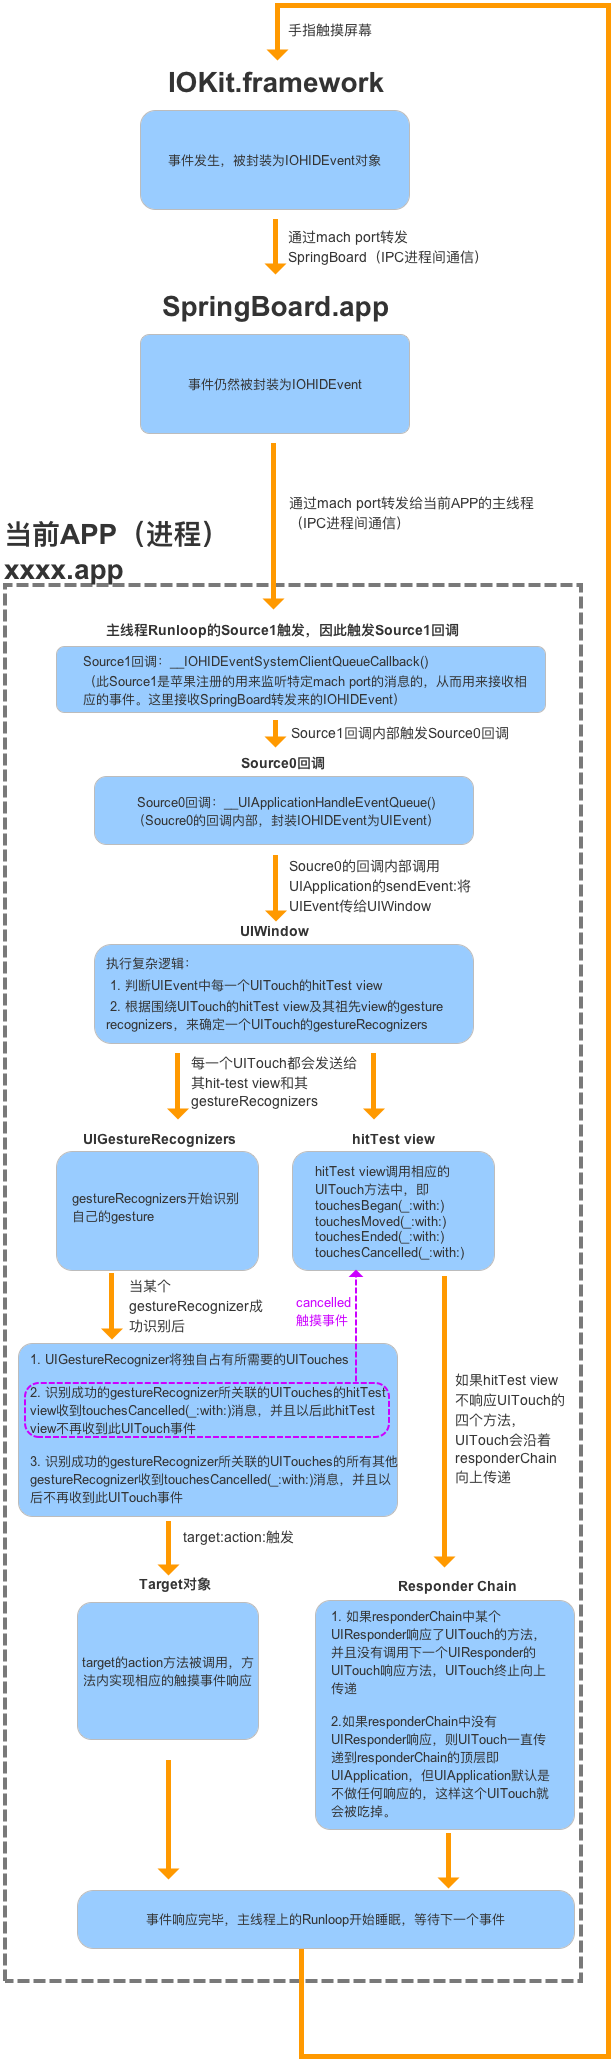 手指触摸屏幕
IOKit.framework
事件发生，被封装为IOHIDEvent对象
通过mach port转发
SpringBoard（IPC进程间通信）
SpringBoard.app
事件仍然被封装为IOHIDEvent
通过mach port转发给当前APP的主线程
（IPC进程间通信）
当前APP（进程）
xxxx.app
主线程Runloop的Source1触发，因此触发Source1回调
Source1回调：__IOHIDEventSystemClientQueueCallback()
（此Source1是苹果注册的用来监听特定mach port的消息的，从而用来接收相
应的事件。这里接收SpringBoard转发来的IOHIDEvent）
Source1回调内部触发Source0回调
Source0回调
Source0回调：__UIApplicationHandleEventQueue()
（Soucre0的回调内部，封装IOHIDEvent为UIEvent）
Soucre0的回调内部调用
UIApplication的sendEvent:将
UIEvent传给UIWindow
UIWindow
执行复杂逻辑：
1. 判断UIEvent中每一个UITouch的hitTest view
2. 根据围绕UITouch的hitTest view及其祖先view的gesture
recognizers，来确定一个UITouch的gestureRecognizers
每一个UITouch都会发送给
其hit-test view和其
gestureRecognizers
UIGestureRecognizers
gestureRecognizers开始识别
自己的gesture
hitTest view
hitTest view调用相应的
UITouch方法中，即
touchesBegan(_:with:)
touchesMoved(_:with:)
touchesEnded(_:with:)
touchesCancelled(_:with:)
当某个
gestureRecognizer成
功识别后
cancelled
触摸事件
1. UIGestureRecognizer将独自占有所需要的UITouches
2. 识别成功的gestureRecognizer所关联的UITouches的hitTest
view收到touchesCancelled(_:with:)消息，并且以后此hitTest
view不再收到此UITouch事件
3. 识别成功的gestureRecognizer所关联的UITouches的所有其他
gestureRecognizer收到touchesCancelled(_:with:)消息，并且以
后不再收到此UITouch事件
如果hitTest view
不响应UITouch的
四个方法，
UITouch会沿着
responderChain
向上传递
target:action:触发
Target对象
target的action方法被调用，方
法内实现相应的触摸事件响应
Responder Chain
1. 如果responderChain中某个
UIResponder响应了UITouch的方法，
并且没有调用下一个UIResponder的
UITouch响应方法，UITouch终止向上
传递
2.如果responderChain中没有
UIResponder响应，则UITouch一直传
递到responderChain的顶层即
UIApplication，但UIApplication默认是
不做任何响应的，这样这个UITouch就
会被吃掉。
事件响应完毕，主线程上的Runloop开始睡眠，等待下一个事件